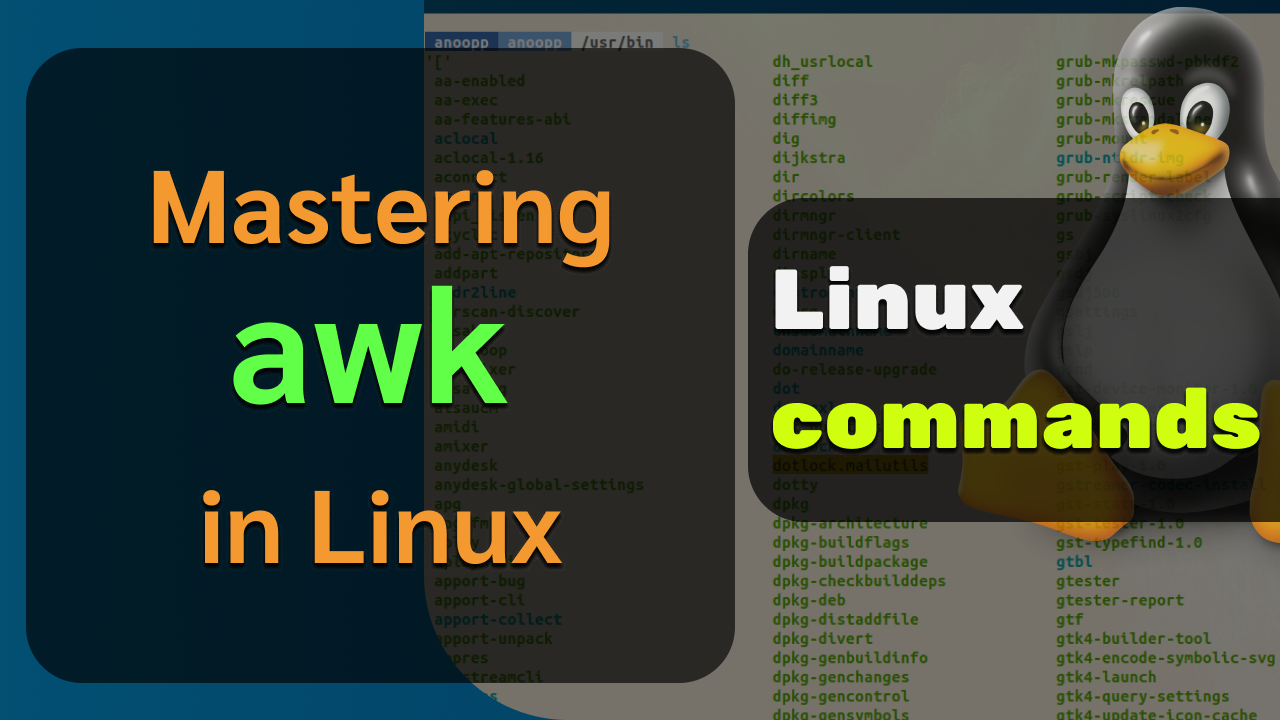 anoopp anoopp /usr/bin ls
'['
aa-enabled
aa-exec
aa-features-abi
aclocal
aclocal-1.16
aconnect
add-apt-repository
addpart
addr2line
amidi
amixer
anydesk
anydesk-global-settings
apg
apport-bug
apport-cli
apport-collect
apport-unpack
Mastering
awk
in Linux
dh_usrlocal
diff
diff3
diffimg
dig
dijkstra
dir
dircolors
dirmngr
dirmngr-client
dirname
domainname
do-release-upgrade
dot
dotlock.mailutils
dotty
dpkg
dpkg-architecture
dpkg-buildflags
dpkg-buildpackage
dpkg-checkbuilddeps
dpkg-deb
dpkg-distaddfile
dpkg-divert
dpkg-genbuildinfo
dpkg-genchanges
dpkg-gencontrol
dpkg-gensymbols
Linux
commands
grub-mkpasswd-pbkdf2
grub-mkrelpath
gs
gst-typefind-1.0
gtbl
gtester
gtester-report
gtf
gtk4-builder-tool
gtk4-encode-symbolic-svg
gtk4-launch
gtk4-query-settings
gtk4-update-icon-cache